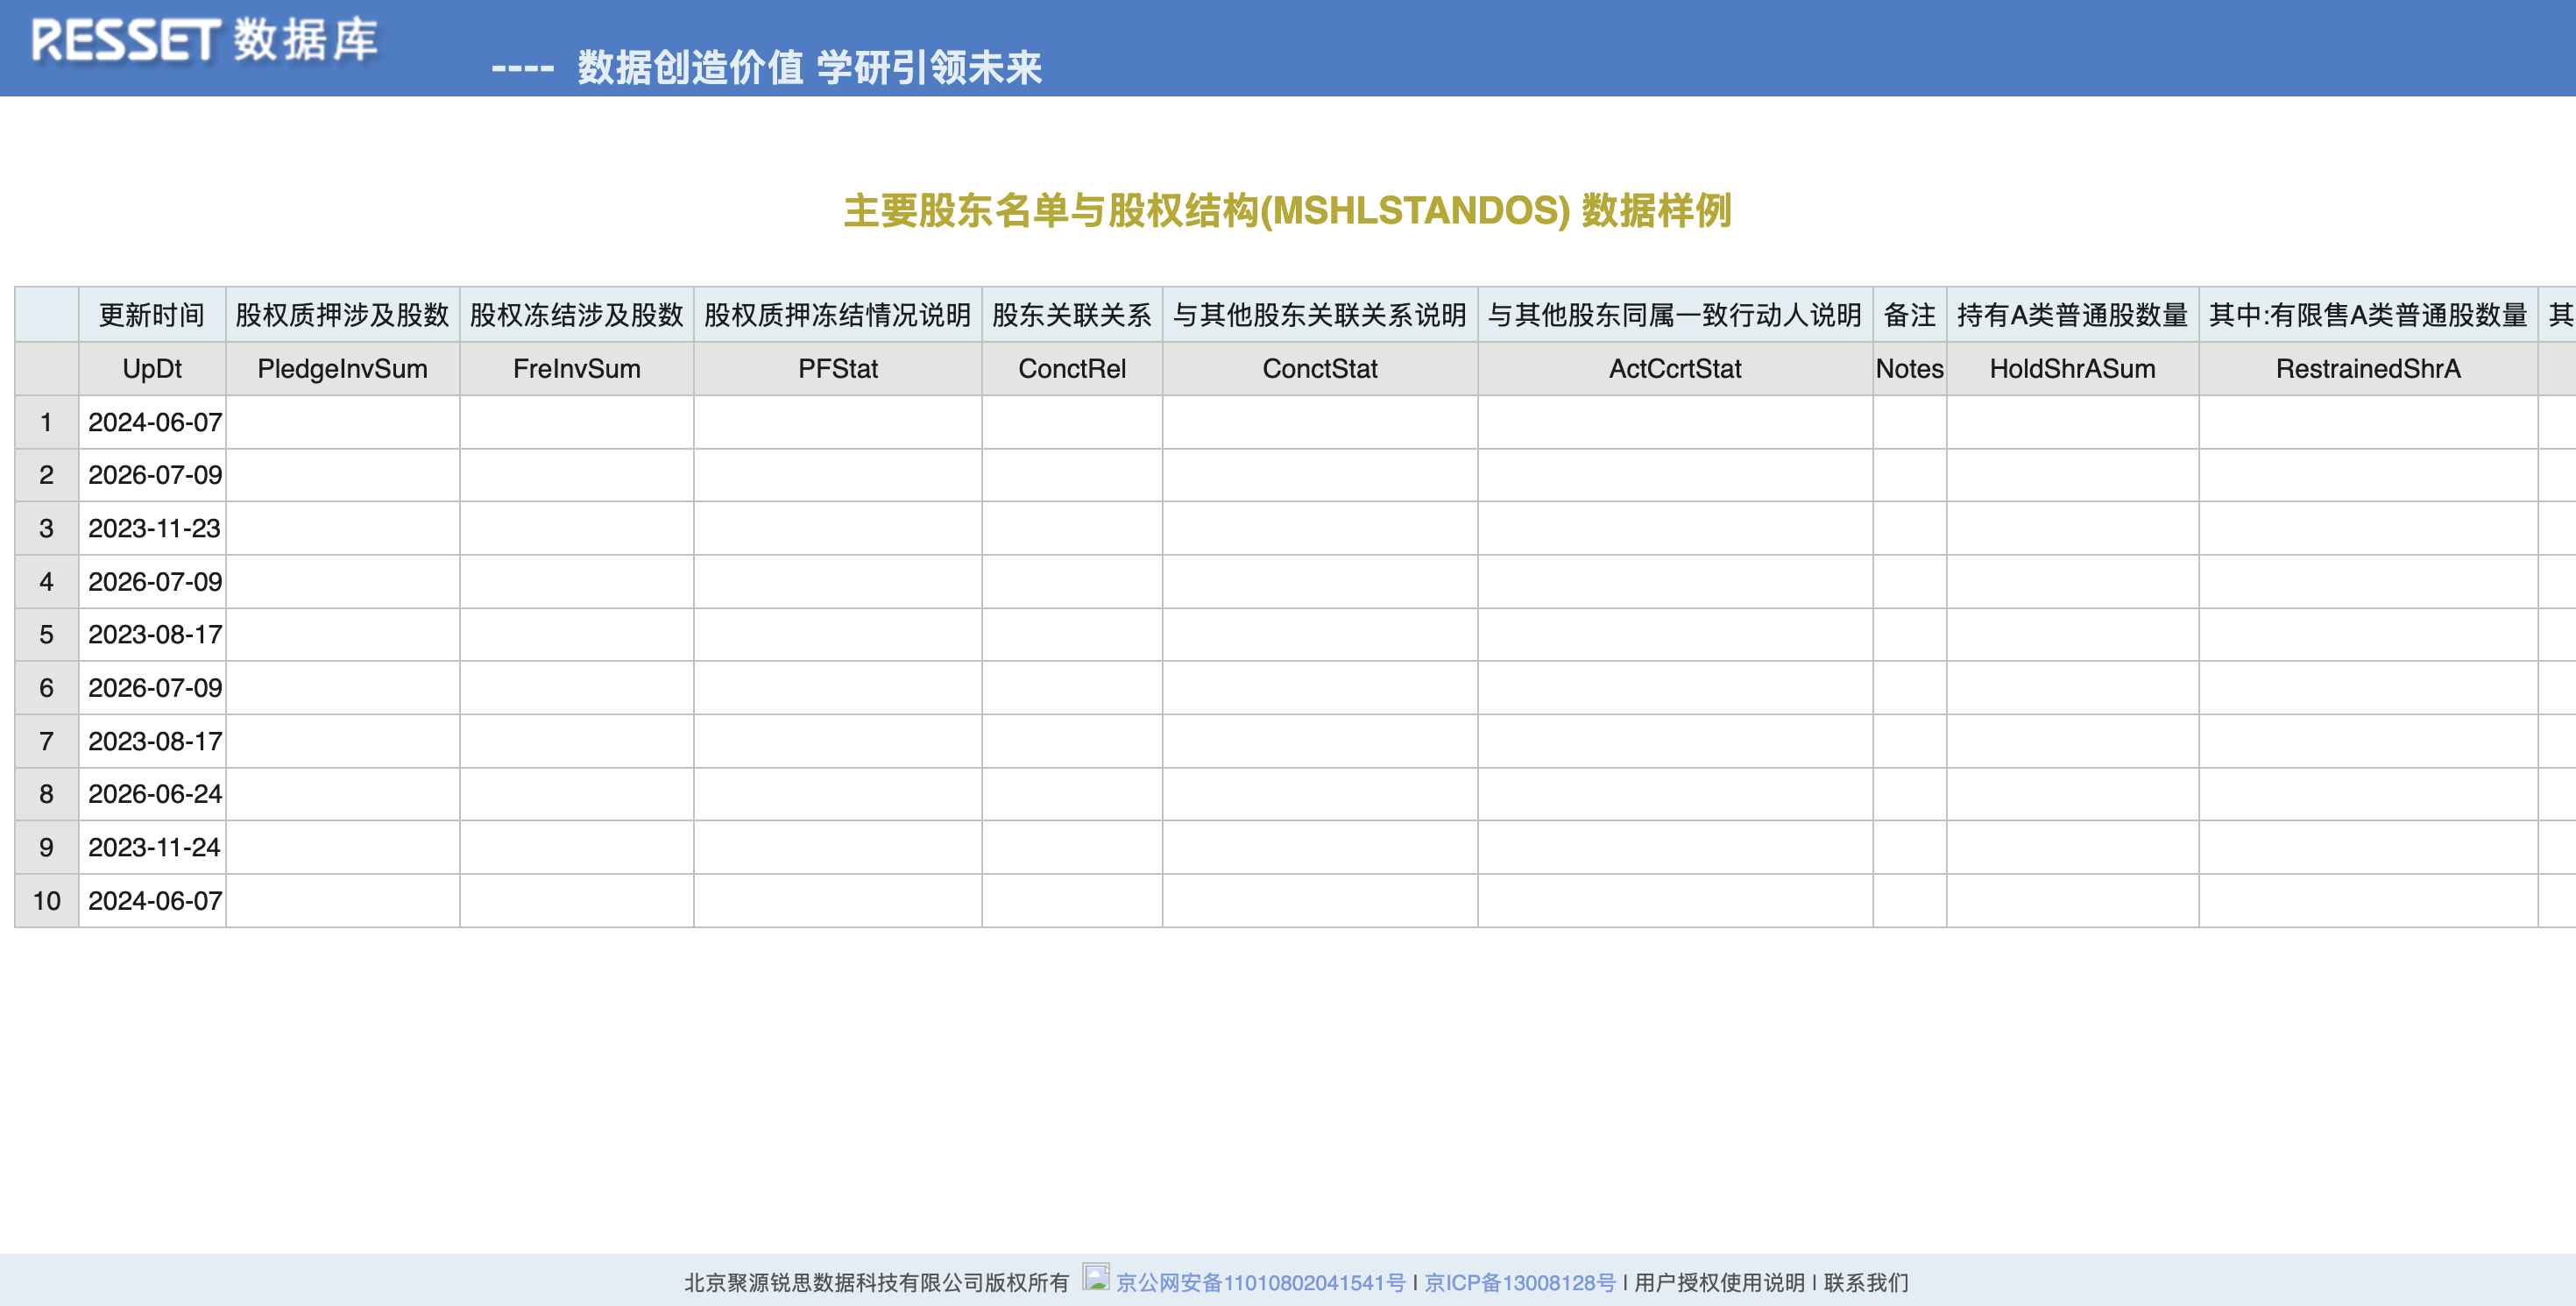 RESSET 数据库
---- 数据创造价值 学研引领未来
主要股东名单与股权结构(MSHLSTANDOS) 数据样例
更新时间 股权质押涉及股数 股权冻结涉及股数 股权质押冻结情况说明 股东关联关系 与其他股东关联关系说明 与其他股东同属一致行动人说明 备注 持有A类普通股数量 其中:有限售A类普通股数量 其
UpDt PledgeInvSum FreInvSum PFStat ConctRel ConctStat ActCcrtStat Notes HoldShrASum RestrainedShrA
1 2024-06-07
2 2026-07-09
3 2023-11-23
4 2026-07-09
5 2023-08-17
6 2026-07-09
7 2023-08-17
8 2026-06-24
9 2023-11-24
10 2024-06-07
北京聚源锐思数据科技有限公司版权所有 京公网安备11010802041541号 | 京ICP备13008128号 | 用户授权使用说明 | 联系我们